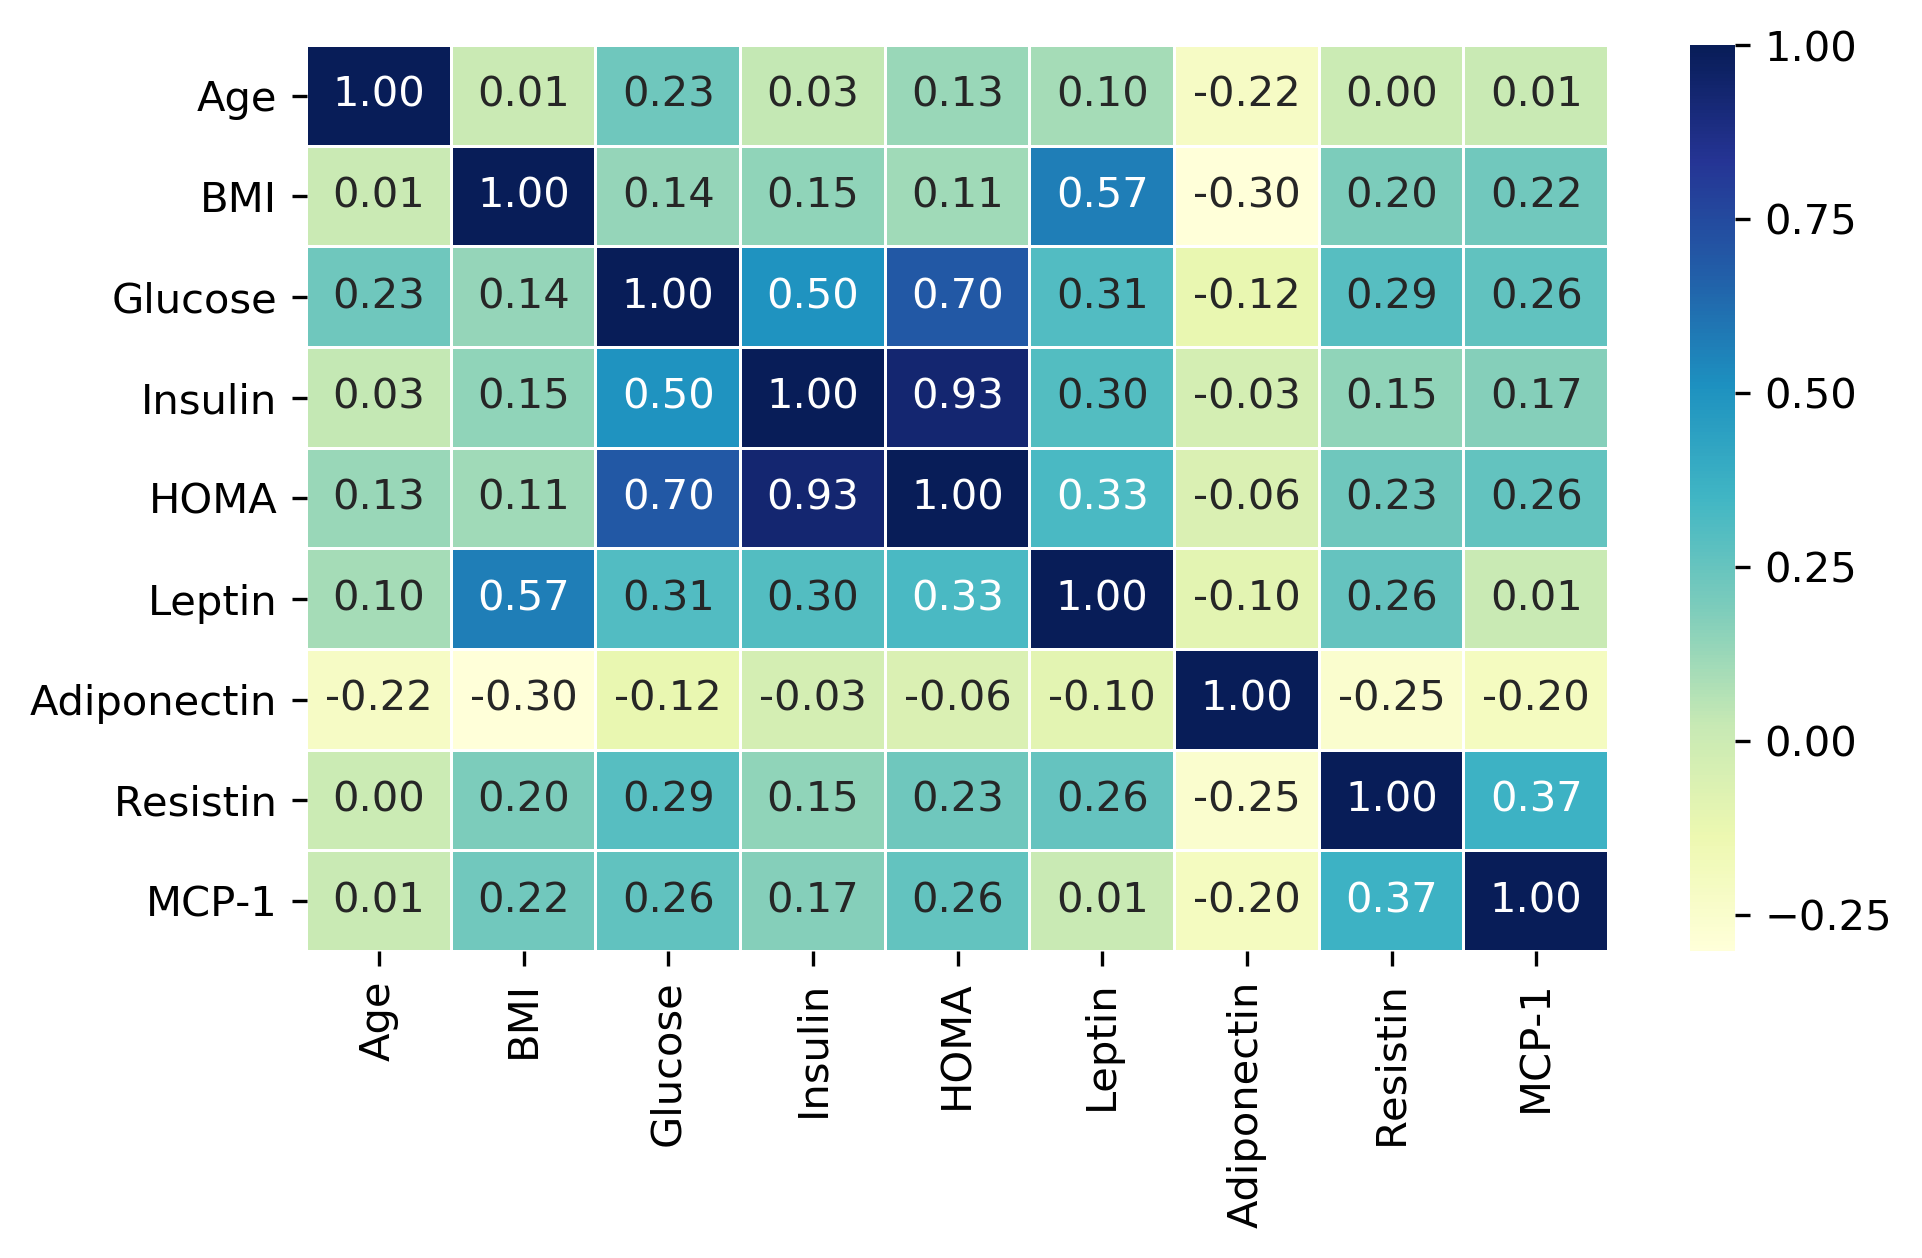 Age 1.00 0.01 0.23 0.03 0.13 0.10 -0.22 0.00 0.01
BMI 0.01 1.00 0.14 0.15 0.11 0.57 -0.30 0.20 0.22
Glucose 0.23 0.14 1.00 0.50 0.70 0.31 -0.12 0.29 0.26
Insulin 0.03 0.15 0.50 1.00 0.93 0.30 -0.03 0.15 0.17
HOMA 0.13 0.11 0.70 0.93 1.00 0.33 -0.06 0.23 0.26
Leptin 0.10 0.57 0.31 0.30 0.33 1.00 -0.10 0.26 0.01
Adiponectin -0.22 -0.30 -0.12 -0.03 -0.06 -0.10 1.00 -0.25 -0.20
Resistin 0.00 0.20 0.29 0.15 0.23 0.26 -0.25 1.00 0.37
MCP-1 0.01 0.22 0.26 0.17 0.26 0.01 -0.20 0.37 1.00
Age BMI Glucose Insulin HOMA Leptin Adiponectin Resistin MCP-1
1.00
0.75
0.50
0.25
0.00
−0.25